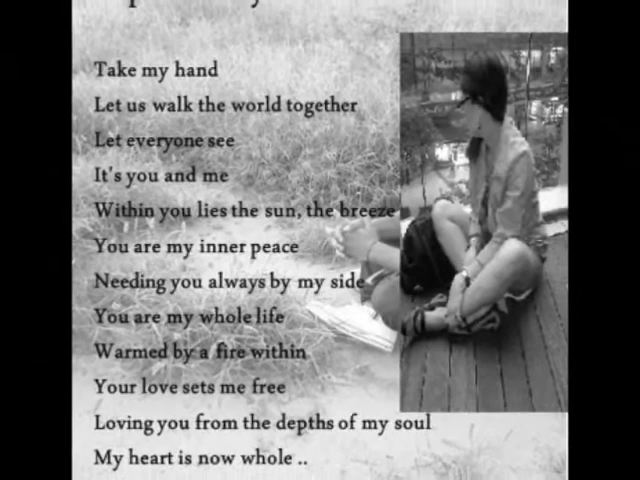 Take my hand
Let us walk the world together
Let everyone see
It's you and me
Within you lies the sun, the breeze
You are my inner peace
Needing you always by my side
You are my whole life
Warmed by a fire within
Your love sets me free
Loving you from the depths of my soul
My heart is now whole ..